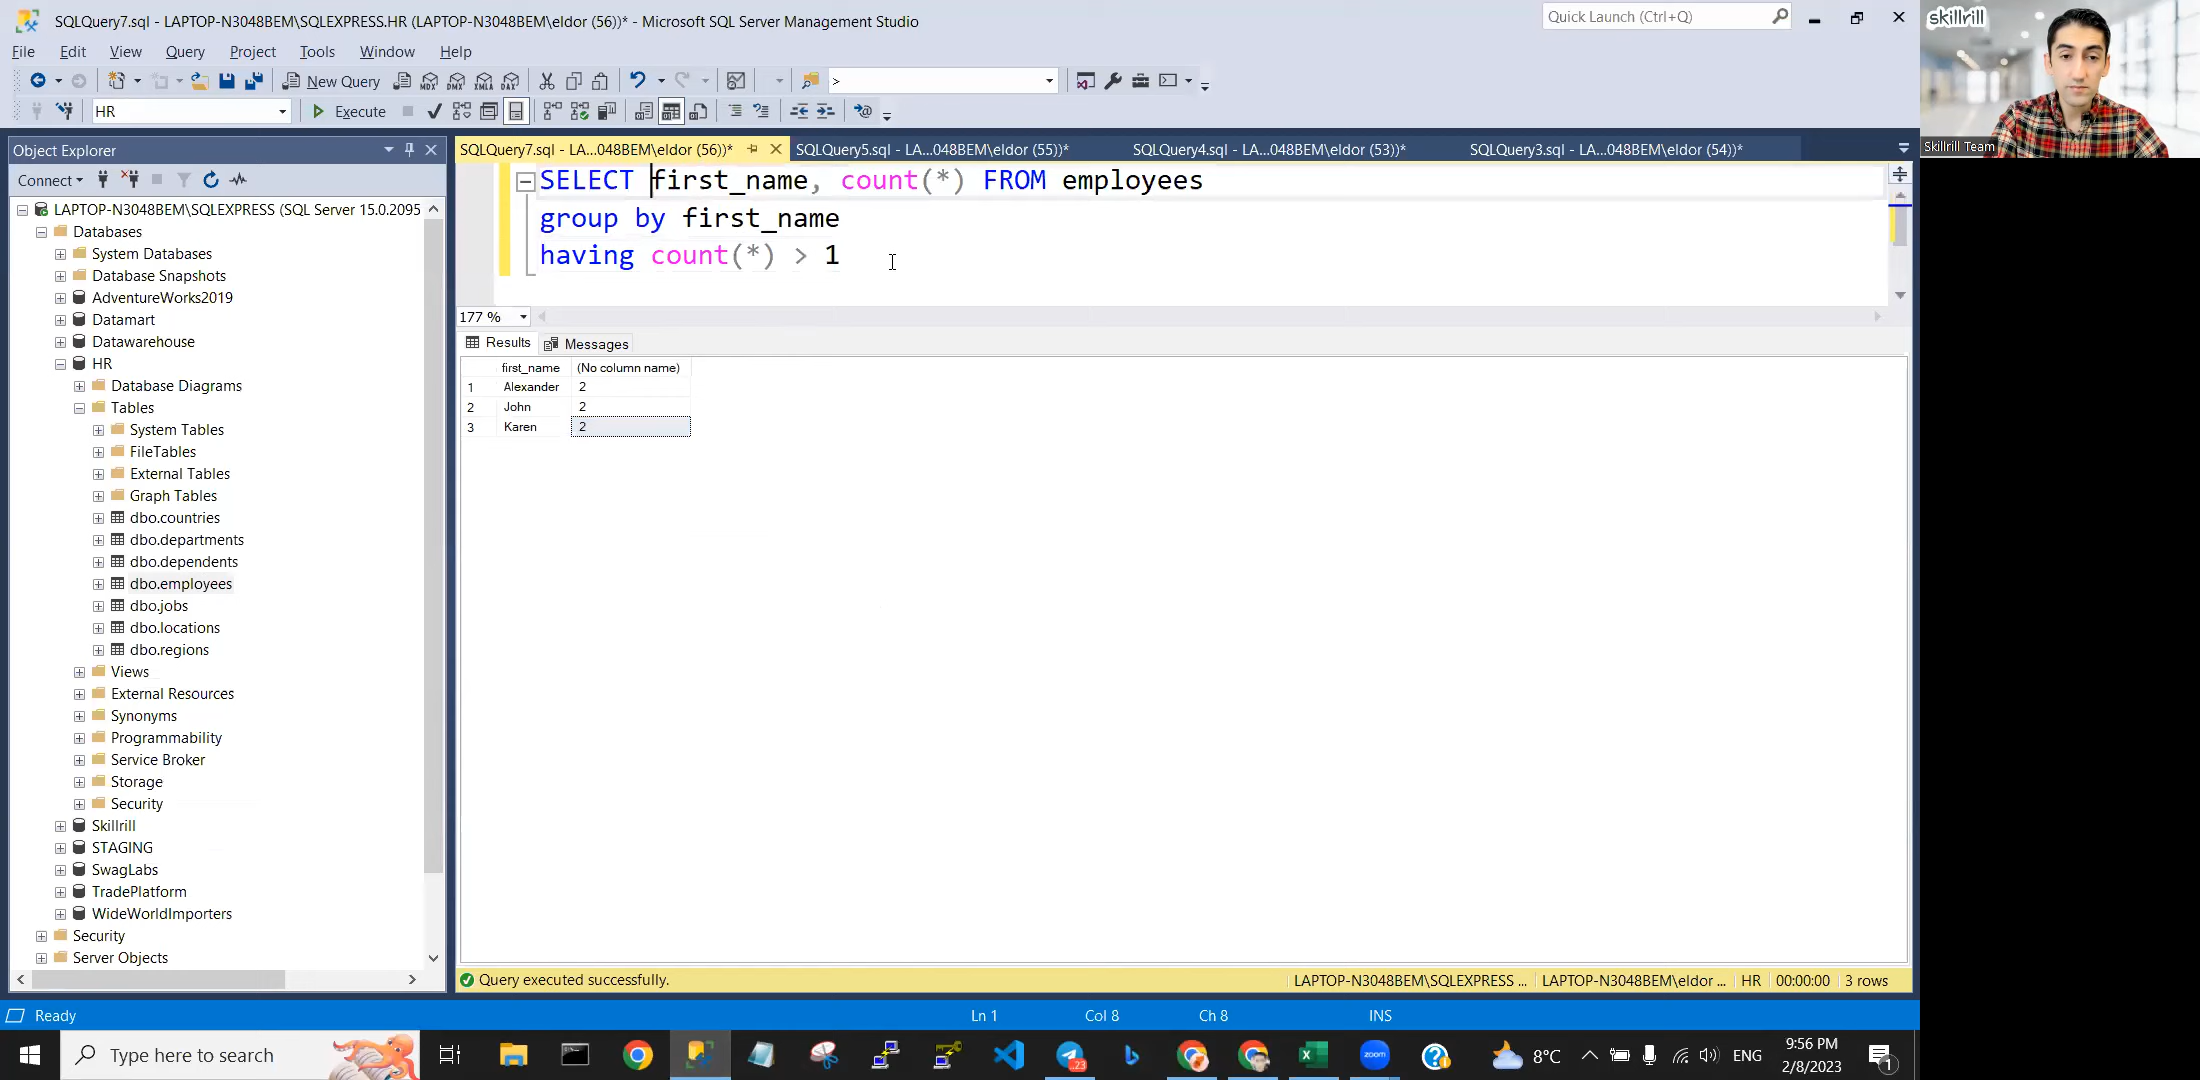 SQLQuery7.sql - LAPTOP-N3048BEM\SQLEXPRESS.HR (LAPTOP-N3048BEM\eldor (56))* - Microsoft SQL Server Management Studio
Quick Launch (Ctrl+Q)
skillrill
File Edit View Query Project Tools Window Help
New Query
MDX DMX XMLA DAX
>
HR
Execute
Object Explorer
SQLQuery7.sql - LA...048BEM\eldor (56))*
SQLQuery5.sql - LA...048BEM\eldor (55))*
SQLQuery4.sql - LA...048BEM\eldor (53))*
SQLQuery3.sql - LA...048BEM\eldor (54))*
Skillrill Team
Connect
LAPTOP-N3048BEM\SQLEXPRESS (SQL Server 15.0.2095
Databases
System Databases
Database Snapshots
AdventureWorks2019
Datamart
Datawarehouse
HR
Database Diagrams
Tables
System Tables
FileTables
External Tables
Graph Tables
dbo.countries
dbo.departments
dbo.dependents
dbo.employees
dbo.jobs
dbo.locations
dbo.regions
Views
External Resources
Synonyms
Programmability
Service Broker
Storage
Security
Skillrill
STAGING
SwagLabs
TradePlatform
WideWorldImporters
Security
Server Objects
SELECT first_name, count(*) FROM employees
group by first_name
having count(*) > 1
177 %
Results Messages
first_name (No column name)
1 Alexander 2
2 John 2
3 Karen 2
Query executed successfully.
LAPTOP-N3048BEM\SQLEXPRESS ... LAPTOP-N3048BEM\eldor ... HR 00:00:00 3 rows
Ready
Ln 1 Col 8 Ch 8 INS
Type here to search
23
zoom
8°C
ENG
9:56 PM
2/8/2023
1